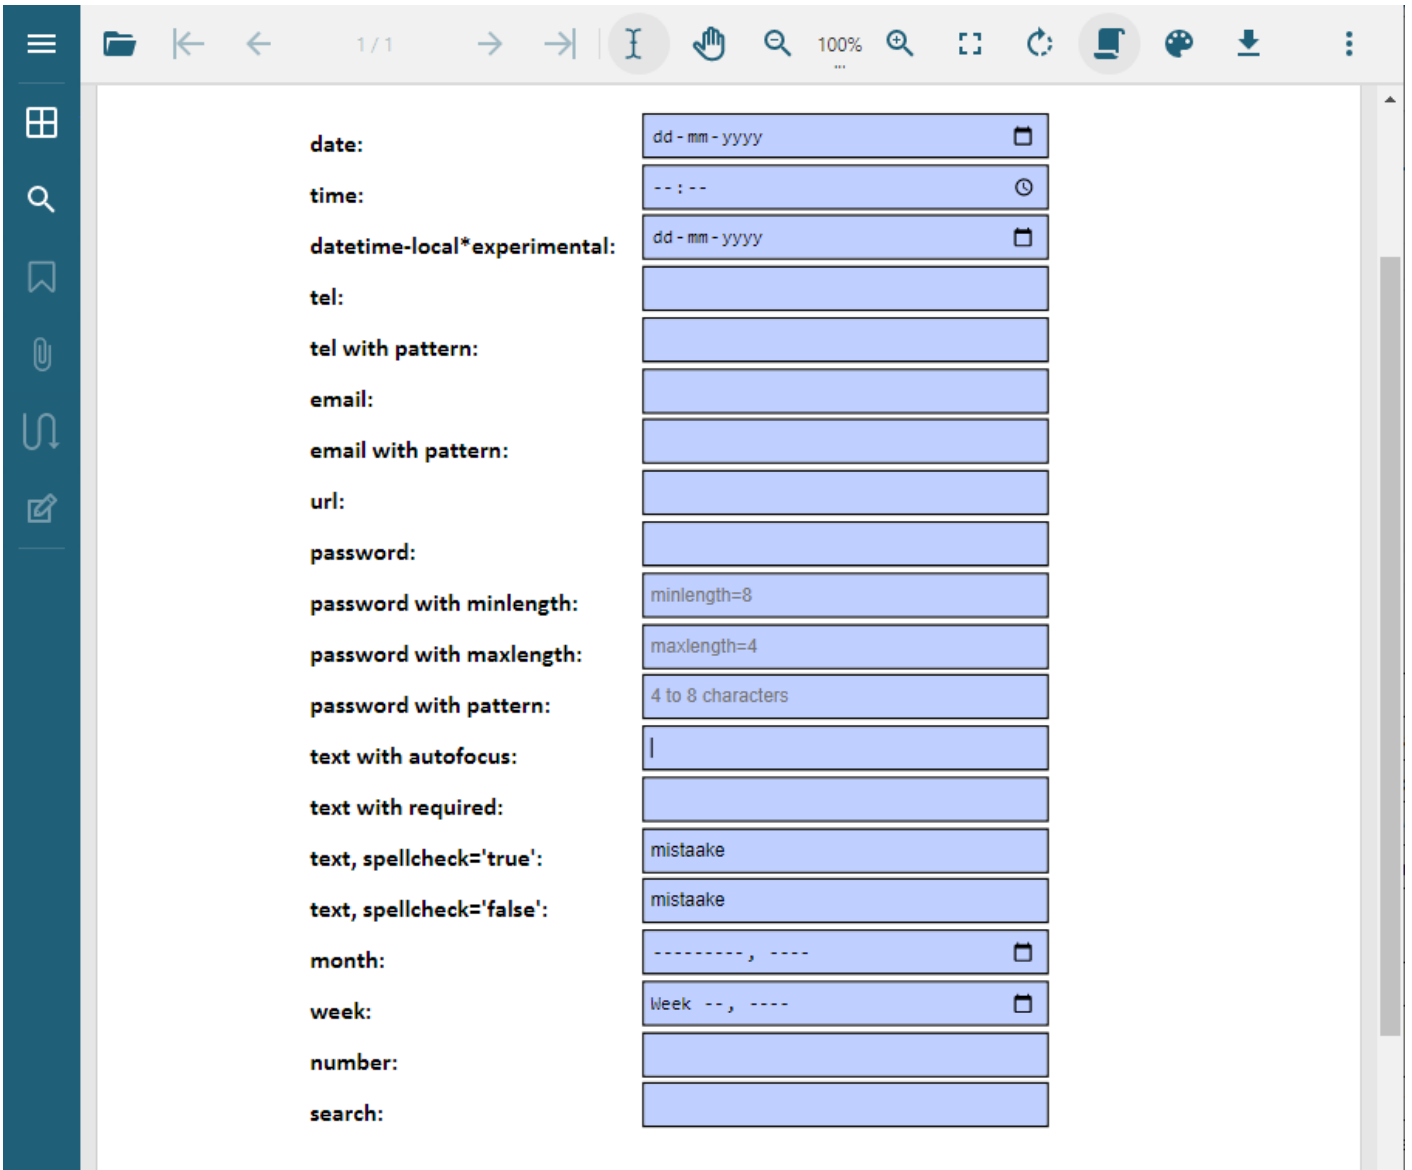 1 / 1 100%
...
date: dd-mm-yyyy
time: --:--
datetime-local*experimental: dd-mm-yyyy
tel:
tel with pattern:
email:
email with pattern:
url:
password:
password with minlength: minlength=8
password with maxlength: maxlength=4
password with pattern: 4 to 8 characters
text with autofocus:
text with required:
text, spellcheck='true': mistaake
text, spellcheck='false': mistaake
month: ---------, ----
week: Week --, ----
number:
search: